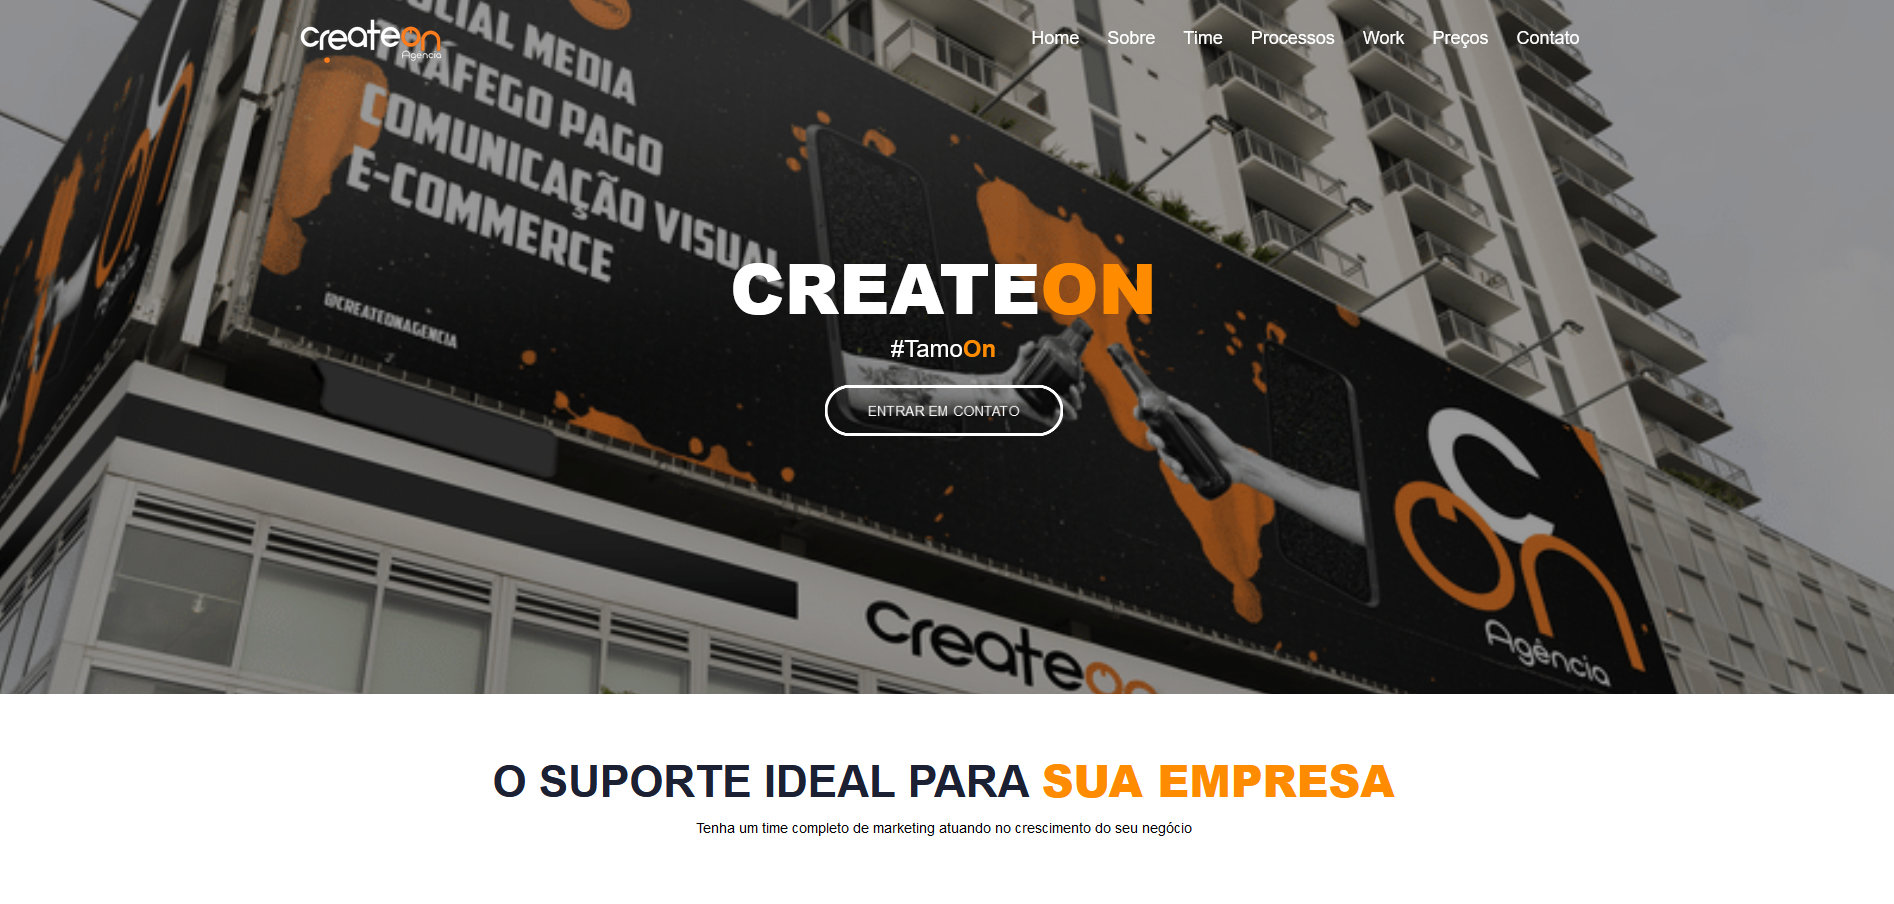 createon
Agência
Home Sobre Time Processos Work Preços Contato
SOCIAL MEDIA
TRÁFEGO PAGO
COMUNICAÇÃO VISUAL
E-COMMERCE
@CREATEONAGENCIA
CREATEON
#TamoOn
ENTRAR EM CONTATO
con
Agência
createon
O SUPORTE IDEAL PARA SUA EMPRESA
Tenha um time completo de marketing atuando no crescimento do seu negócio